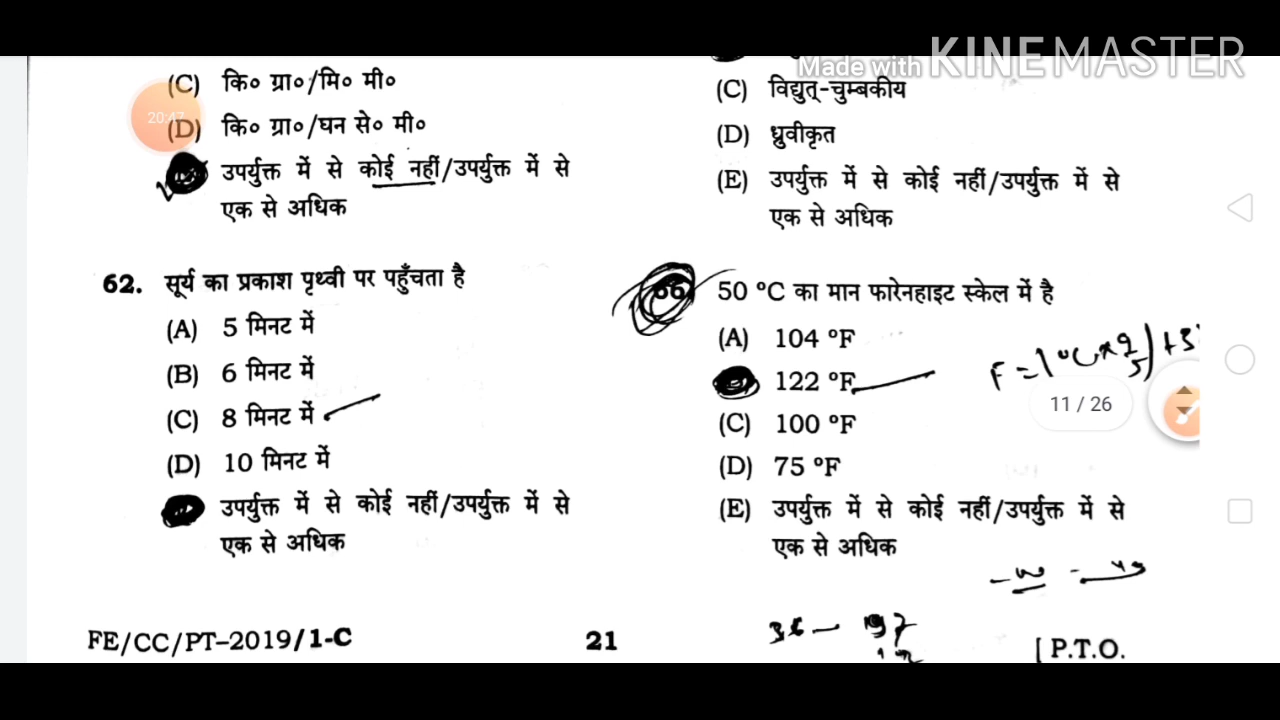 Made with KINEMASTER
20:47
(C) कि० ग्रा०/मि० मी०
(D) कि० ग्रा०/घन से० मी०
उपर्युक्त में से कोई नहीं/उपर्युक्त में से
एक से अधिक
62. सूर्य का प्रकाश पृथ्वी पर पहुँचता है
(A) 5 मिनट में
(B) 6 मिनट में
(C) 8 मिनट में
(D) 10 मिनट में
उपर्युक्त में से कोई नहीं/उपर्युक्त में से
एक से अधिक
(C) विद्युत्-चुम्बकीय
(D) ध्रुवीकृत
(E) उपर्युक्त में से कोई नहीं/उपर्युक्त में से
एक से अधिक
66. 50 °C का मान फारेनहाइट स्केल में है
(A) 104 °F
122 °F
(C) 100 °F
(D) 75 °F
(E) उपर्युक्त में से कोई नहीं/उपर्युक्त में से
एक से अधिक
11 / 26
FE/CC/PT–2019/1-C
21
[ P.T.O.